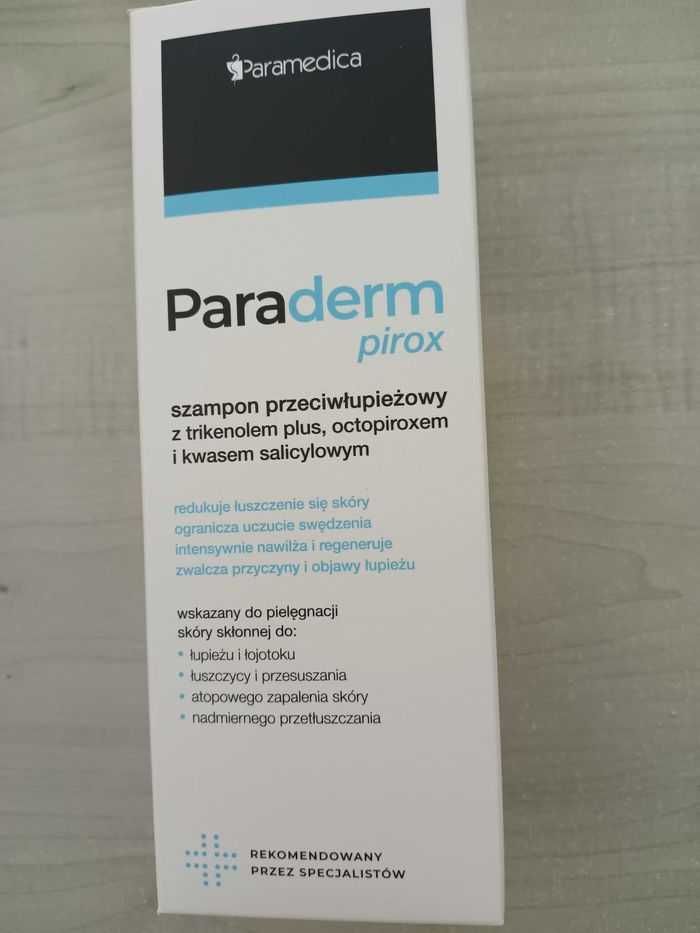 Paramedica
Paraderm
pirox
szampon przeciwłupieżowy
z trikenolem plus, octopiroxem
i kwasem salicylowym
redukuje łuszczenie się skóry
ogranicza uczucie swędzenia
intensywnie nawilża i regeneruje
zwalcza przyczyny i objawy łupieżu
wskazany do pielęgnacji
skóry skłonnej do:
• łupieżu i łojotoku
• łuszczycy i przesuszania
• atopowego zapalenia skóry
• nadmiernego przetłuszczania
REKOMENDOWANY
PRZEZ SPECJALISTÓW